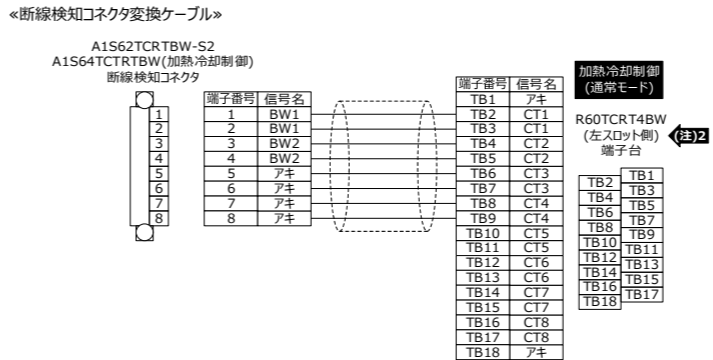 ≪断線検知コネクタ変換ケーブル≫
A1S62TCRTBW-S2
A1S64TCTRTBW(加熱冷却制御)
断線検知コネクタ
1
2
3
4
5
6
7
8
端子番号 信号名
1 BW1
2 BW1
3 BW2
4 BW2
5 アキ
6 アキ
7 アキ
8 アキ
端子番号 信号名
TB1 アキ
TB2 CT1
TB3 CT1
TB4 CT2
TB5 CT2
TB6 CT3
TB7 CT3
TB8 CT4
TB9 CT4
TB10 CT5
TB11 CT5
TB12 CT6
TB13 CT6
TB14 CT7
TB15 CT7
TB16 CT8
TB17 CT8
TB18 アキ
加熱冷却制御
(通常モード)
R60TCRT4BW
(左スロット側) (注)2
端子台
TB1
TB2
TB3
TB4
TB5
TB6
TB7
TB8
TB9
TB10
TB11
TB12
TB13
TB14
TB15
TB16
TB17
TB18